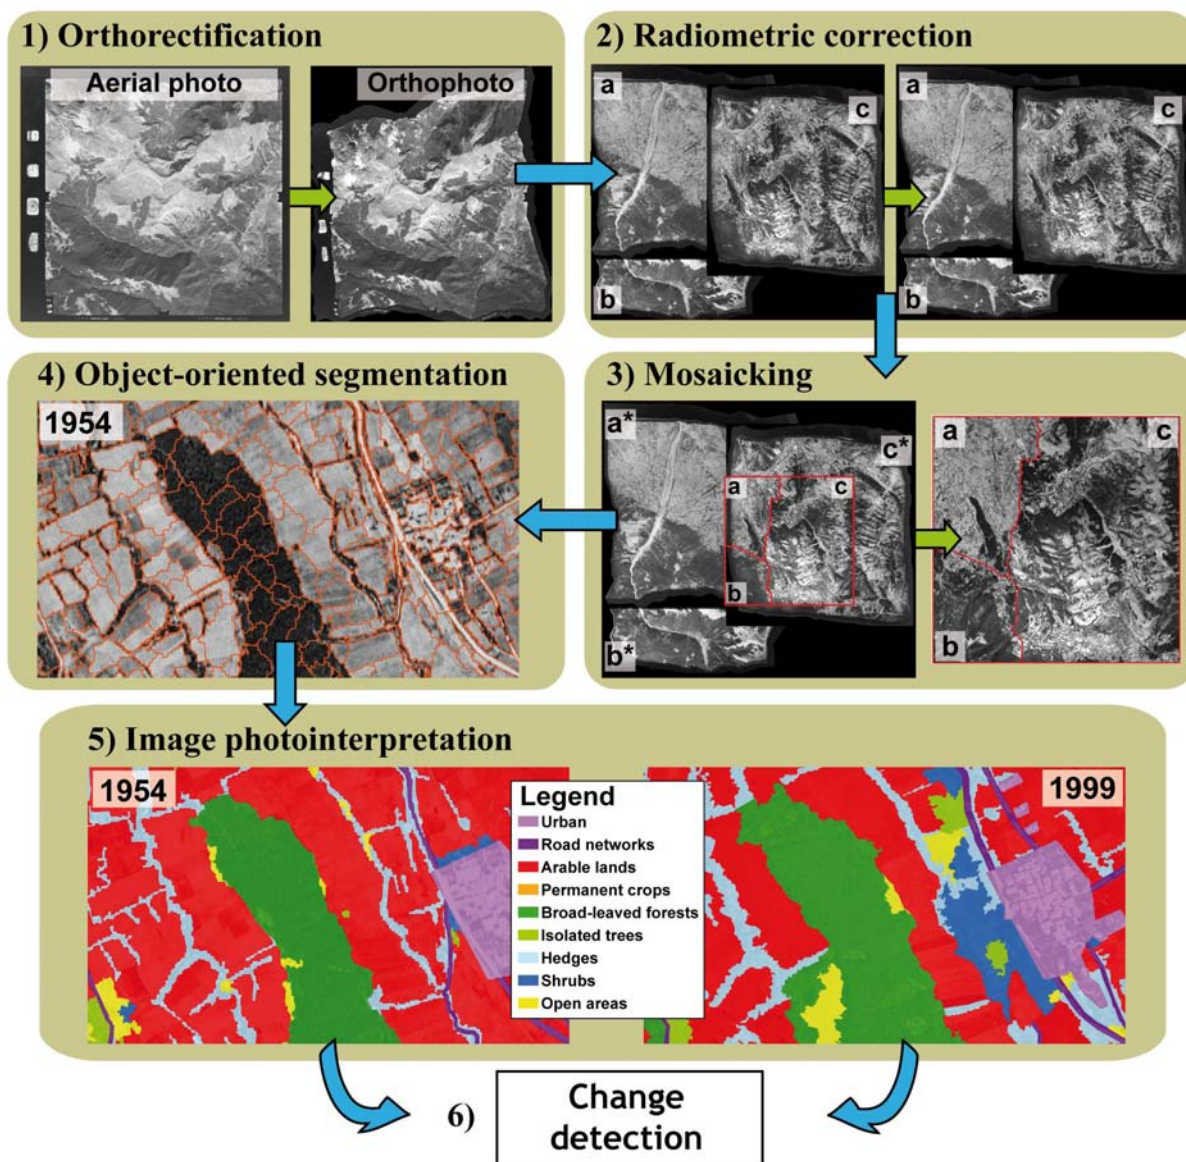 1) Orthorectification
Aerial photo
Orthophoto
2) Radiometric correction
a
c
b
a
c
b
4) Object-oriented segmentation
1954
3) Mosaicking
a*
c*
a
c
b
b*
a
c
b
5) Image photointerpretation
1954
1999
Legend
Urban
Road networks
Arable lands
Permanent crops
Broad-leaved forests
Isolated trees
Hedges
Shrubs
Open areas
6)
Change
detection